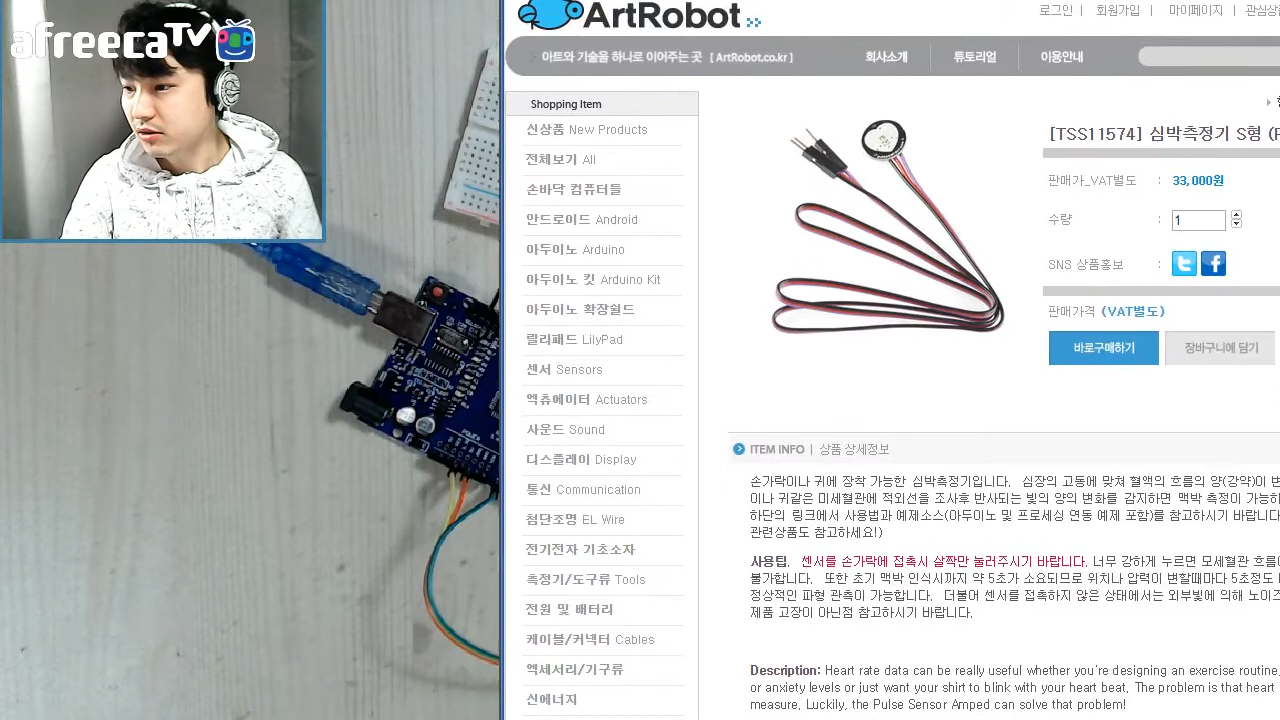 afreecaTV
ArtRobot
로그인 | 회원가입 | 마이페이지 | 관심상
아트와 기술을 하나로 이어주는 곳 [ ArtRobot.co.kr ]
회사소개
튜토리얼
이용안내
Shopping Item
신상품 New Products
전체보기 All
손바닥 컴퓨터들
안드로이드 Android
아두이노 Arduino
아두이노 킷 Arduino Kit
아두이노 확장쉴드
릴리패드 LilyPad
센서 Sensors
엑츄에이터 Actuators
사운드 Sound
디스플레이 Display
통신 Communication
첨단조명 EL Wire
전기전자 기초소자
측정기/도구류 Tools
전원 및 배터리
케이블/커넥터 Cables
엑세서리/기구류
신에너지
[TSS11574] 심박측정기 S형 (P
판매가_VAT별도 : 33,000원
수량 : 1
SNS 상품홍보 :
판매가격 (VAT별도)
바로구매하기
장바구니에 담기
ITEM INFO | 상품 상세정보
손가락이나 귀에 장착 가능한 심박측정기입니다. 심장의 고동에 맞쳐 혈액의 흐름의 양(강약)이 변
이나 귀같은 미세혈관에 적외선을 조사후 반사되는 빛의 양의 변화를 감지하면 맥박 측정이 가능하
하단의 링크에서 사용법과 예제소스(아두이노 및 프로세싱 연동 예제 포함)를 참고하시기 바랍니다
관련상품도 참고하세요!)
사용팁. 센서를 손가락에 접촉시 살짝만 눌러주시기 바랍니다. 너무 강하게 누르면 모세혈관 흐름이
불가합니다. 또한 초기 맥박 인식시까지 약 5초가 소요되므로 위치나 압력이 변할때마다 5초정도
정상적인 파형 관측이 가능합니다. 더불어 센서를 접촉하지 않은 상태에서는 외부빛에 의해 노이즈
제품 고장이 아닌점 참고하시기 바랍니다.
Description: Heart rate data can be really useful whether you're designing an exercise routine,
or anxiety levels or just want your shirt to blink with your heart beat. The problem is that heart
measure. Luckily, the Pulse Sensor Amped can solve that problem!